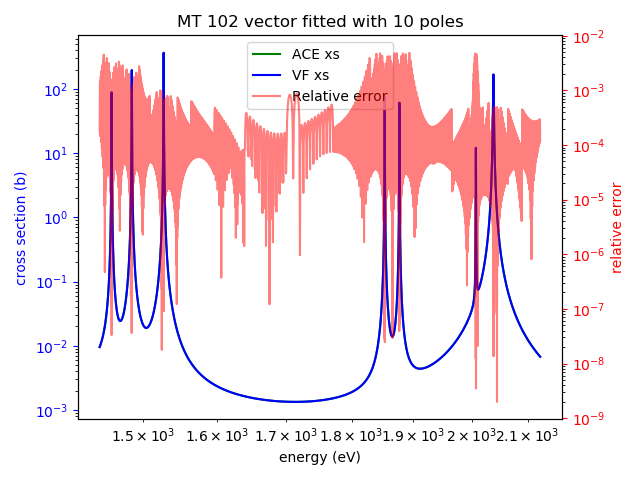 MT 102 vector fitted with 10 poles
ACE xs
VF xs
Relative error
cross section (b)
10²
10¹
10⁰
10⁻¹
10⁻²
10⁻³
relative error
10⁻²
10⁻³
10⁻⁴
10⁻⁵
10⁻⁶
10⁻⁷
10⁻⁸
10⁻⁹
1.5 × 10³ 1.6 × 10³ 1.7 × 10³ 1.8 × 10³ 1.9 × 10³ 2 × 10³ 2.1 × 10³
energy (eV)